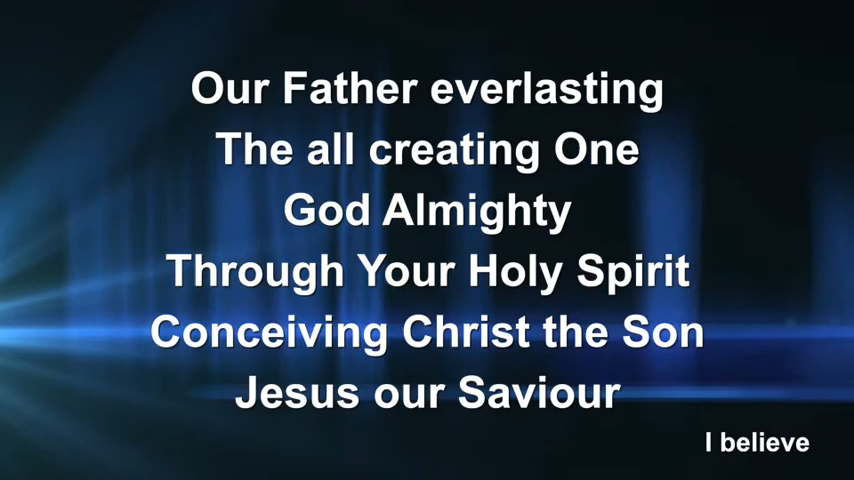 Our Father everlasting
The all creating One
God Almighty
Through Your Holy Spirit
Conceiving Christ the Son
Jesus our Saviour
I believe